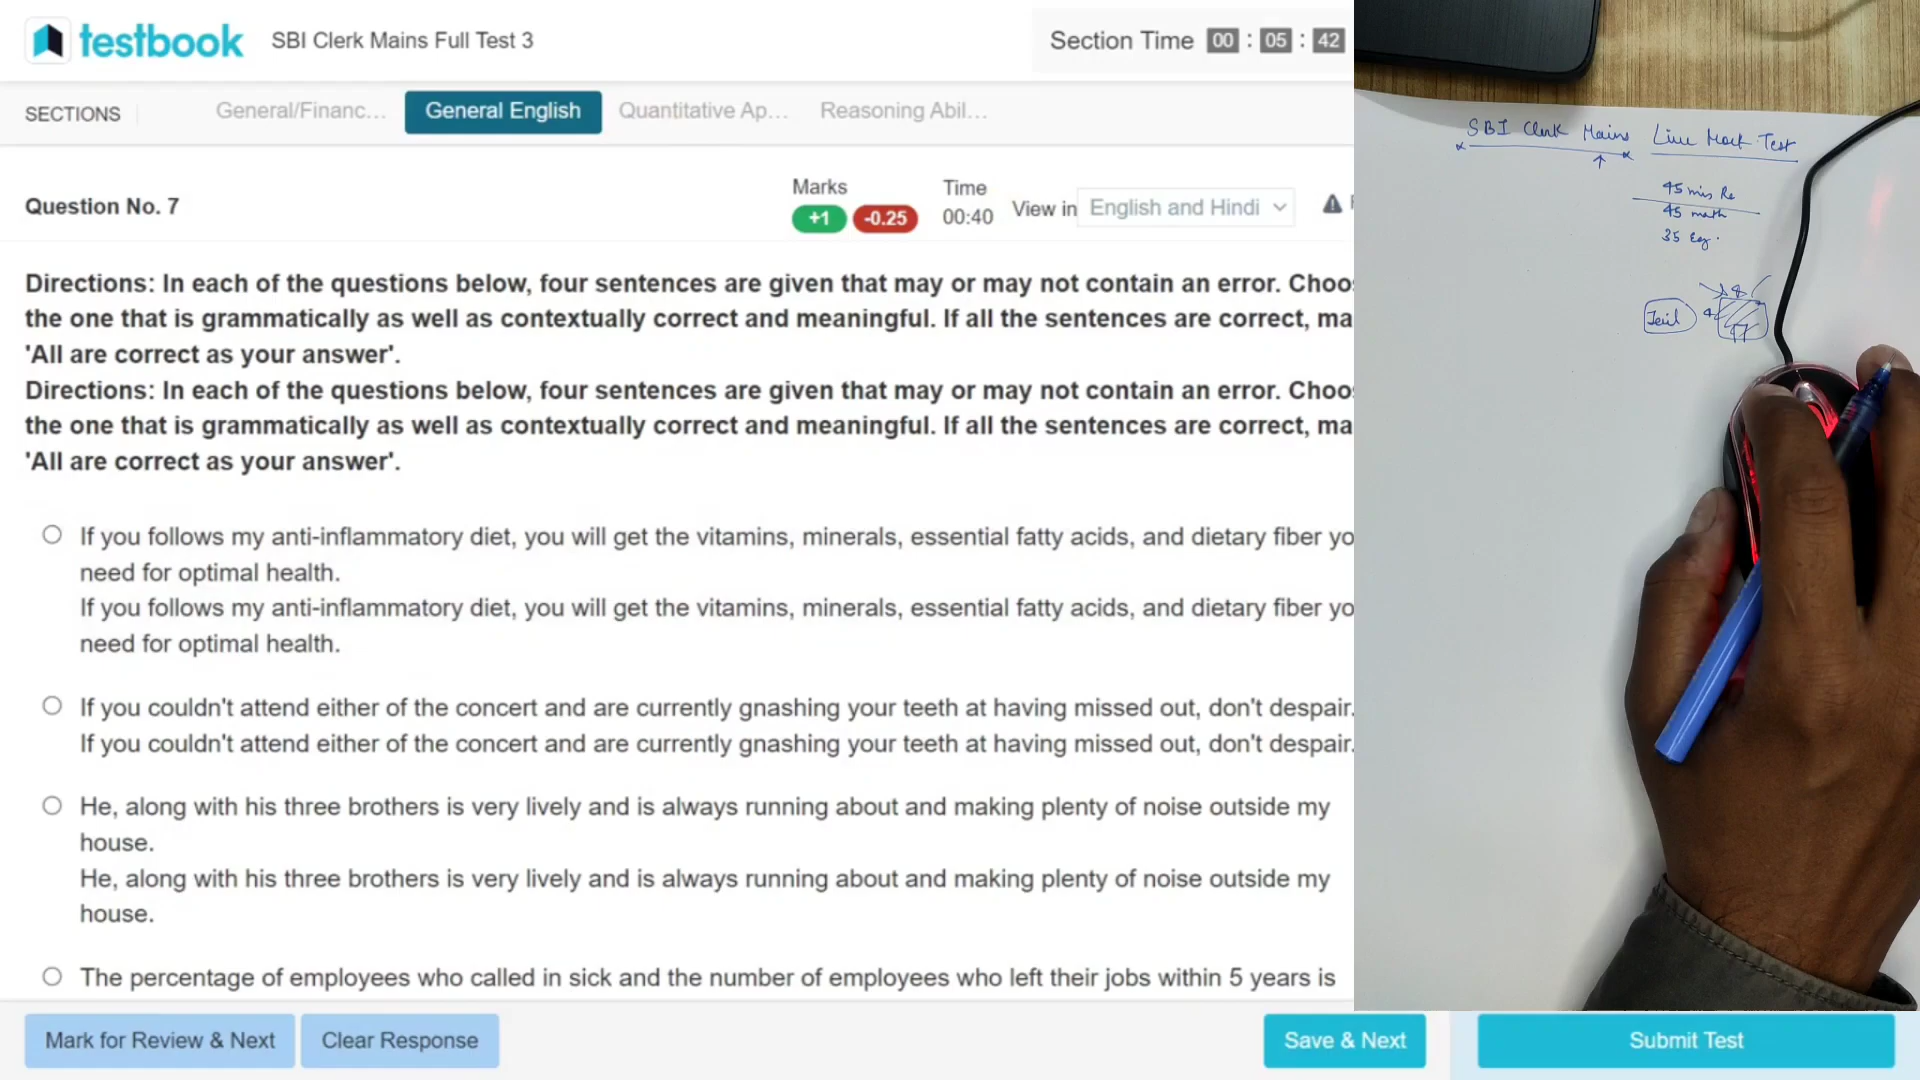 testbook
SBI Clerk Mains Full Test 3
Section Time 00 : 05 : 42
SECTIONS
General/Financ...
General English
Quantitative Ap...
Reasoning Abil...
Question No. 7
Marks
+1 -0.25
Time
00:40
View in English and Hindi
Directions: In each of the questions below, four sentences are given that may or may not contain an error. Choo
the one that is grammatically as well as contextually correct and meaningful. If all the sentences are correct, ma
'All are correct as your answer'.
Directions: In each of the questions below, four sentences are given that may or may not contain an error. Choo
the one that is grammatically as well as contextually correct and meaningful. If all the sentences are correct, ma
'All are correct as your answer'.
If you follows my anti-inflammatory diet, you will get the vitamins, minerals, essential fatty acids, and dietary fiber yo
need for optimal health.
If you follows my anti-inflammatory diet, you will get the vitamins, minerals, essential fatty acids, and dietary fiber yo
need for optimal health.
If you couldn't attend either of the concert and are currently gnashing your teeth at having missed out, don't despair.
If you couldn't attend either of the concert and are currently gnashing your teeth at having missed out, don't despair.
He, along with his three brothers is very lively and is always running about and making plenty of noise outside my
house.
He, along with his three brothers is very lively and is always running about and making plenty of noise outside my
house.
The percentage of employees who called in sick and the number of employees who left their jobs within 5 years is
Mark for Review & Next
Clear Response
Save & Next
Submit Test
SBI Clerk Mains Live Mock Test
45 mis Re
45 math
35 Eng.